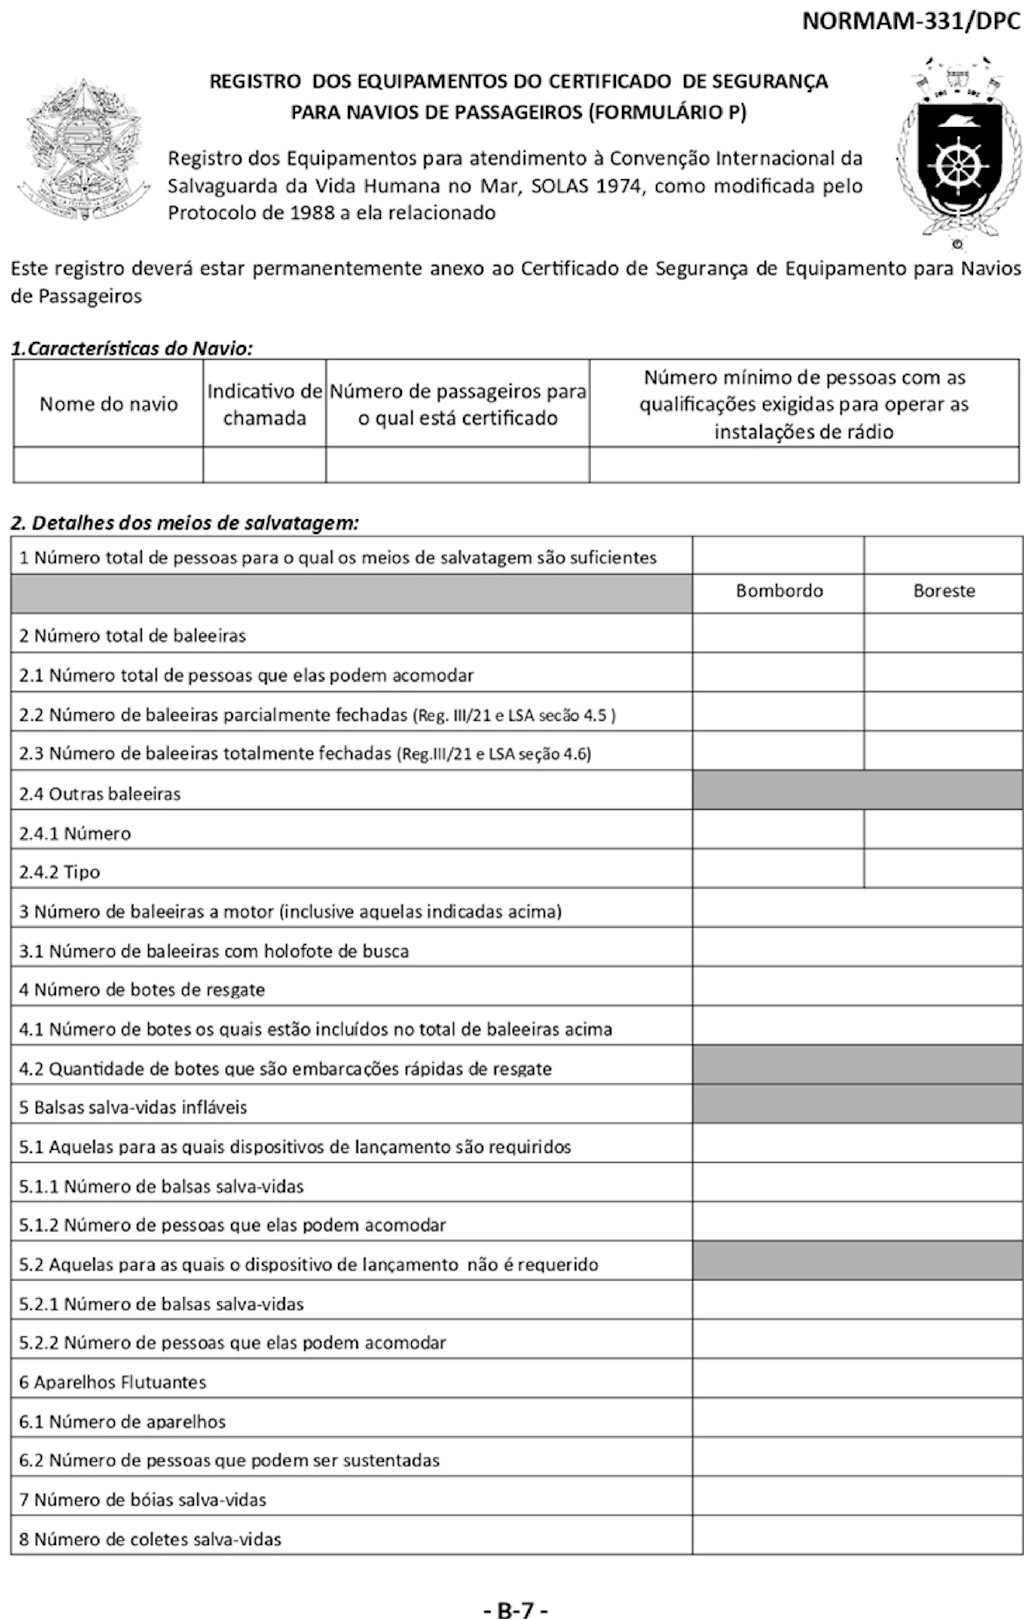 NORMAM-331/DPC
REGISTRO DOS EQUIPAMENTOS DO CERTIFICADO DE SEGURANÇA
PARA NAVIOS DE PASSAGEIROS (FORMULÁRIO P)
Registro dos Equipamentos para atendimento à Convenção Internacional da
Salvaguarda da Vida Humana no Mar, SOLAS 1974, como modificada pelo
Protocolo de 1988 a ela relacionado
Este registro deverá estar permanentemente anexo ao Certificado de Segurança de Equipamento para Navios
de Passageiros
1.Características do Navio:
Nome do navio
Indicativo de
chamada
Número de passageiros para
o qual está certificado
Número mínimo de pessoas com as
qualificações exigidas para operar as
instalações de rádio
2. Detalhes dos meios de salvatagem:
1 Número total de pessoas para o qual os meios de salvatagem são suficientes
Bombordo Boreste
2 Número total de baleeiras
2.1 Número total de pessoas que elas podem acomodar
2.2 Número de baleeiras parcialmente fechadas (Reg. III/21 e LSA secão 4.5 )
2.3 Número de baleeiras totalmente fechadas (Reg.III/21 e LSA seção 4.6)
2.4 Outras baleeiras
2.4.1 Número
2.4.2 Tipo
3 Número de baleeiras a motor (inclusive aquelas indicadas acima)
3.1 Número de baleeiras com holofote de busca
4 Número de botes de resgate
4.1 Número de botes os quais estão incluídos no total de baleeiras acima
4.2 Quantidade de botes que são embarcações rápidas de resgate
5 Balsas salva-vidas infláveis
5.1 Aquelas para as quais dispositivos de lançamento são requiridos
5.1.1 Número de balsas salva-vidas
5.1.2 Número de pessoas que elas podem acomodar
5.2 Aquelas para as quais o dispositivo de lançamento não é requerido
5.2.1 Número de balsas salva-vidas
5.2.2 Número de pessoas que elas podem acomodar
6 Aparelhos Flutuantes
6.1 Número de aparelhos
6.2 Número de pessoas que podem ser sustentadas
7 Número de bóias salva-vidas
8 Número de coletes salva-vidas
- B-7 -